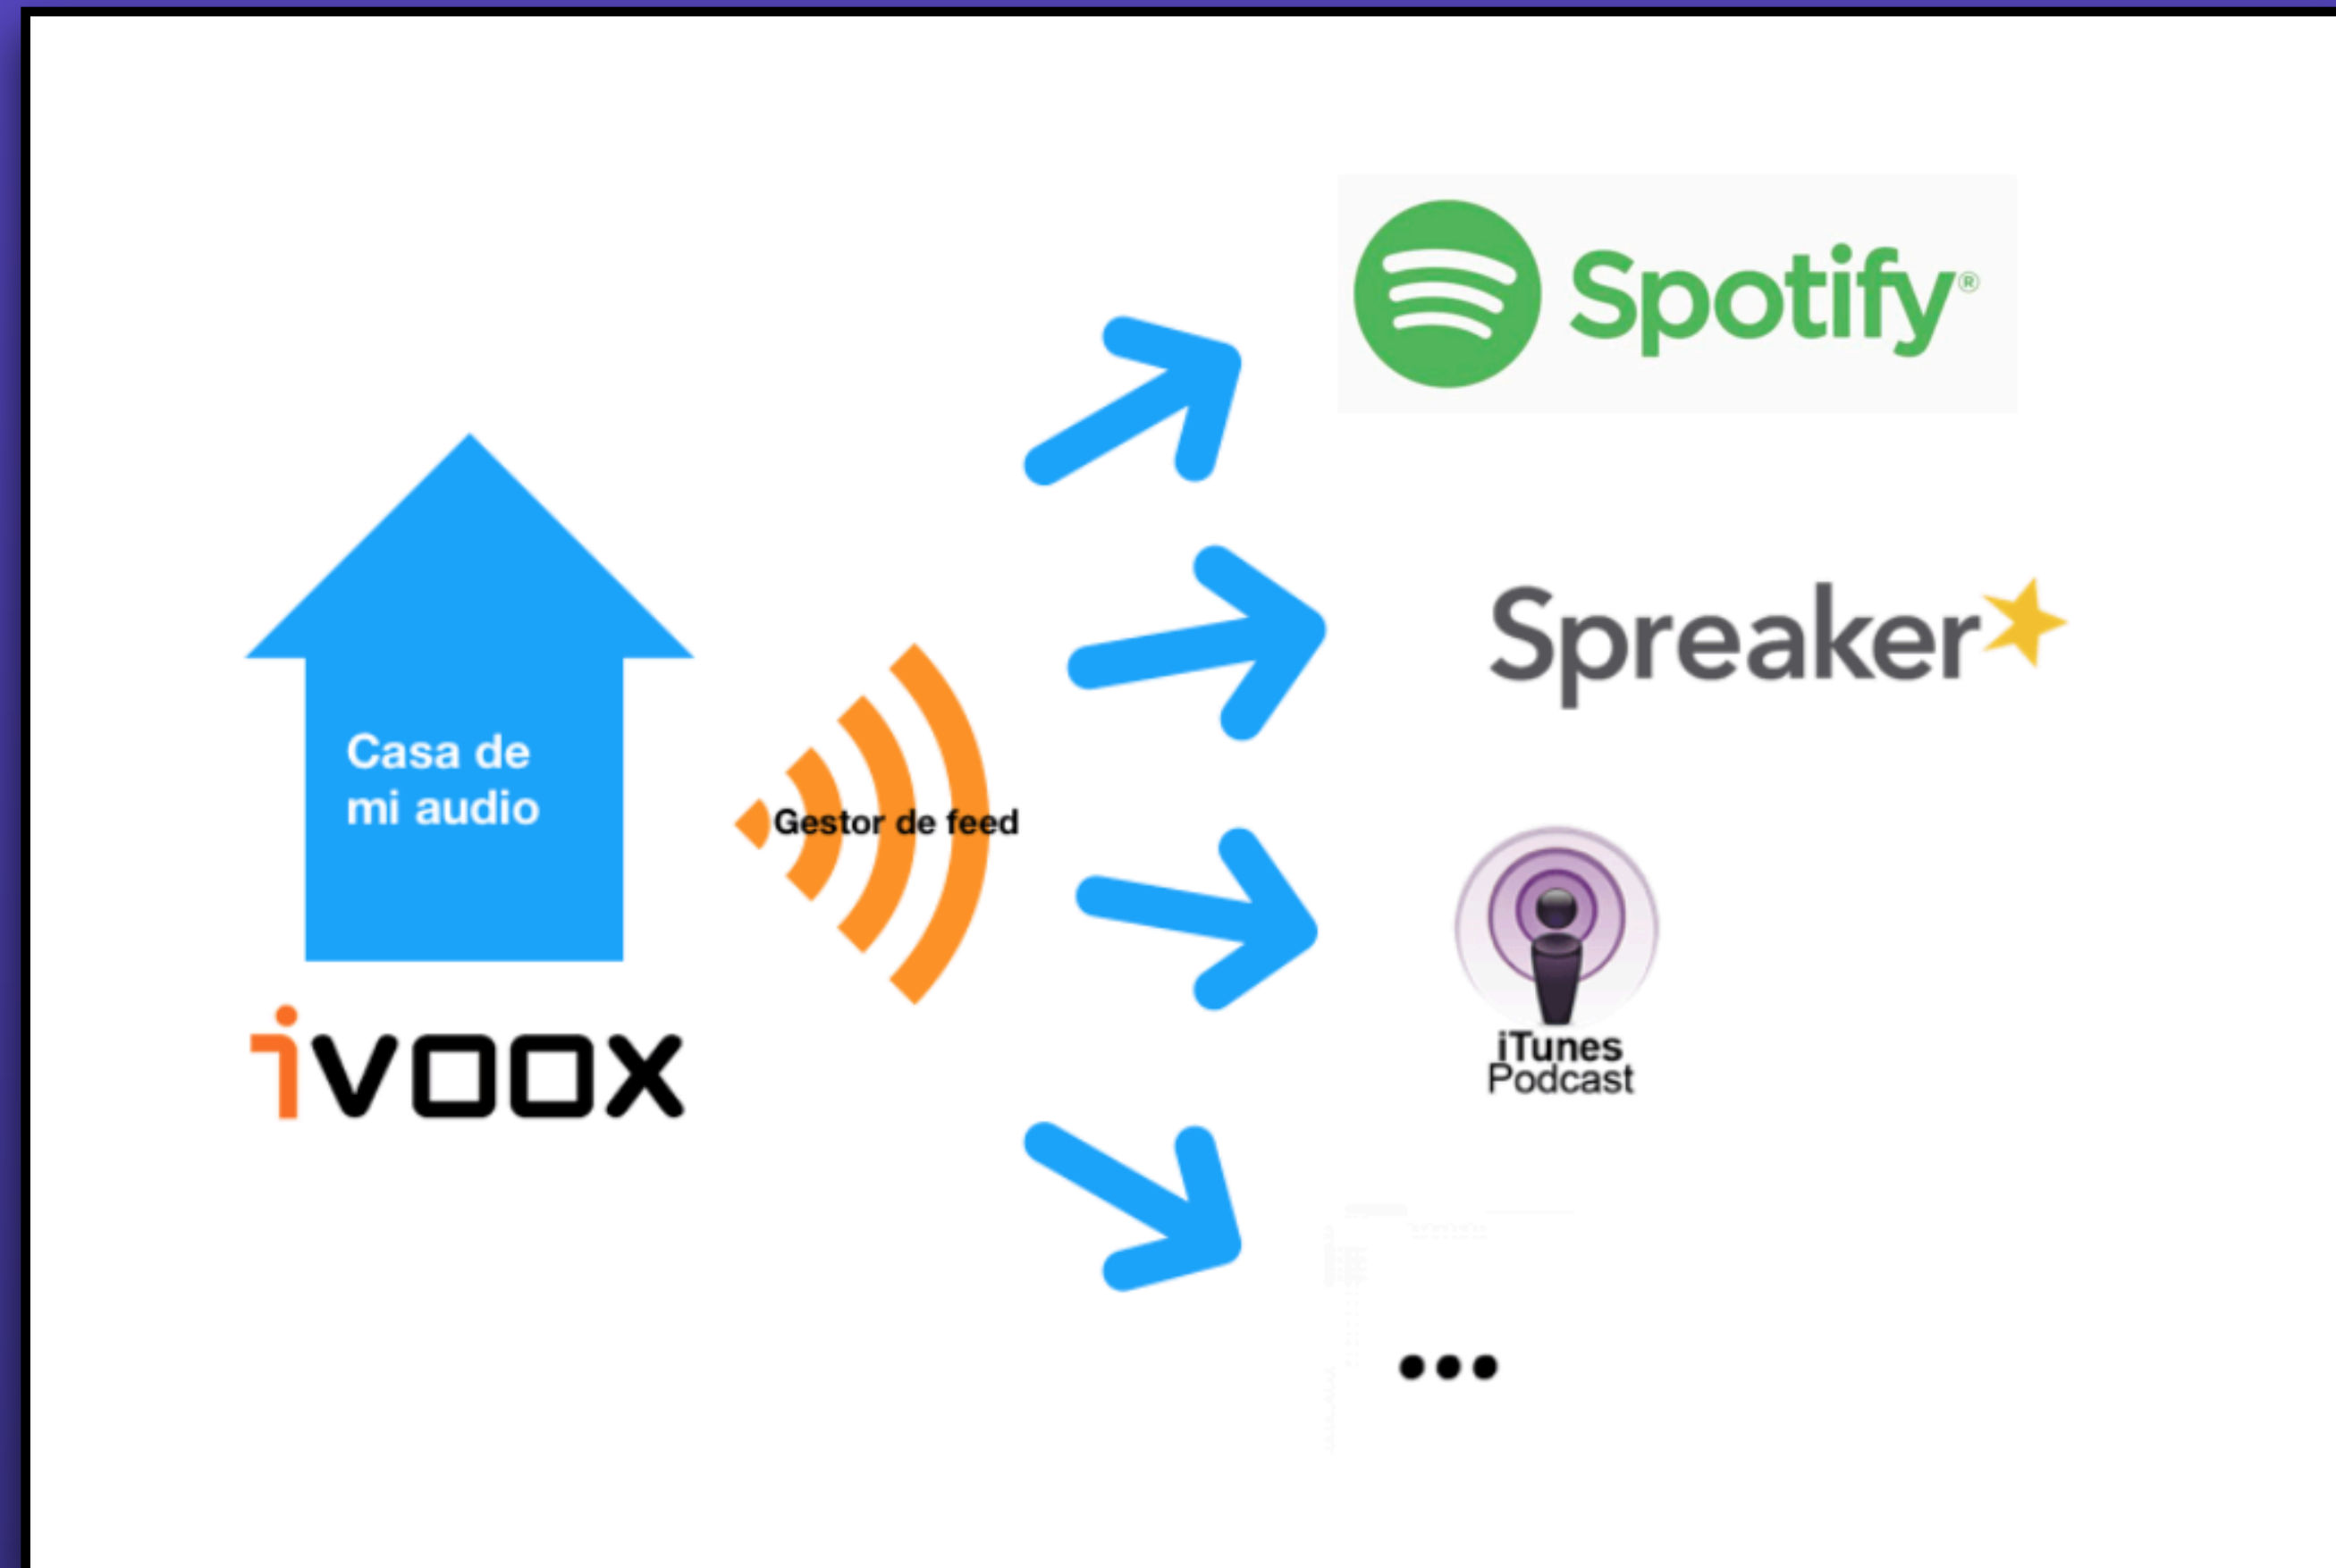 Spotify®
Spreaker
Casa de
mi audio
Gestor de feed
iVOOX
iTunes
Podcast
...